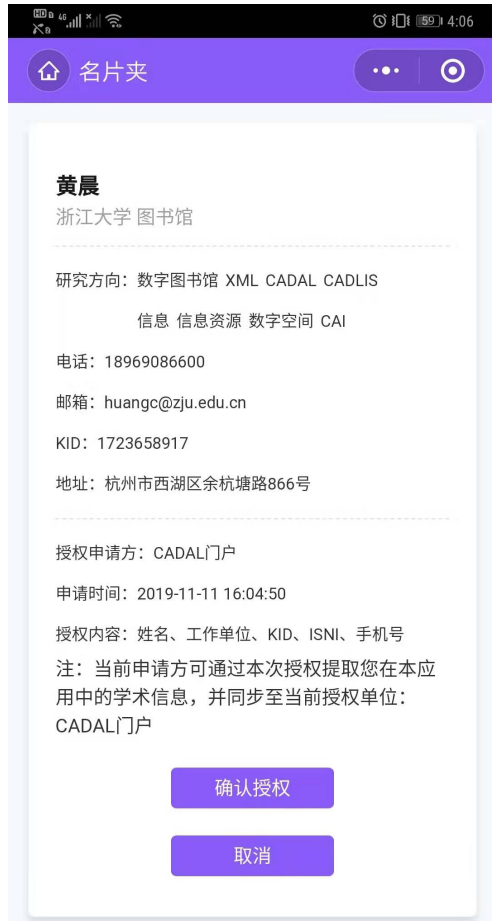 HD 46 59 4:06
名片夹
黄晨
浙江大学 图书馆
研究方向：数字图书馆 XML CADAL CADLIS
信息 信息资源 数字空间 CAI
电话：18969086600
邮箱：huangc@zju.edu.cn
KID：1723658917
地址：杭州市西湖区余杭塘路866号
授权申请方：CADAL门户
申请时间：2019-11-11 16:04:50
授权内容：姓名、工作单位、KID、ISNI、手机号
注：当前申请方可通过本次授权提取您在本应
用中的学术信息，并同步至当前授权单位：
CADAL门户
确认授权
取消